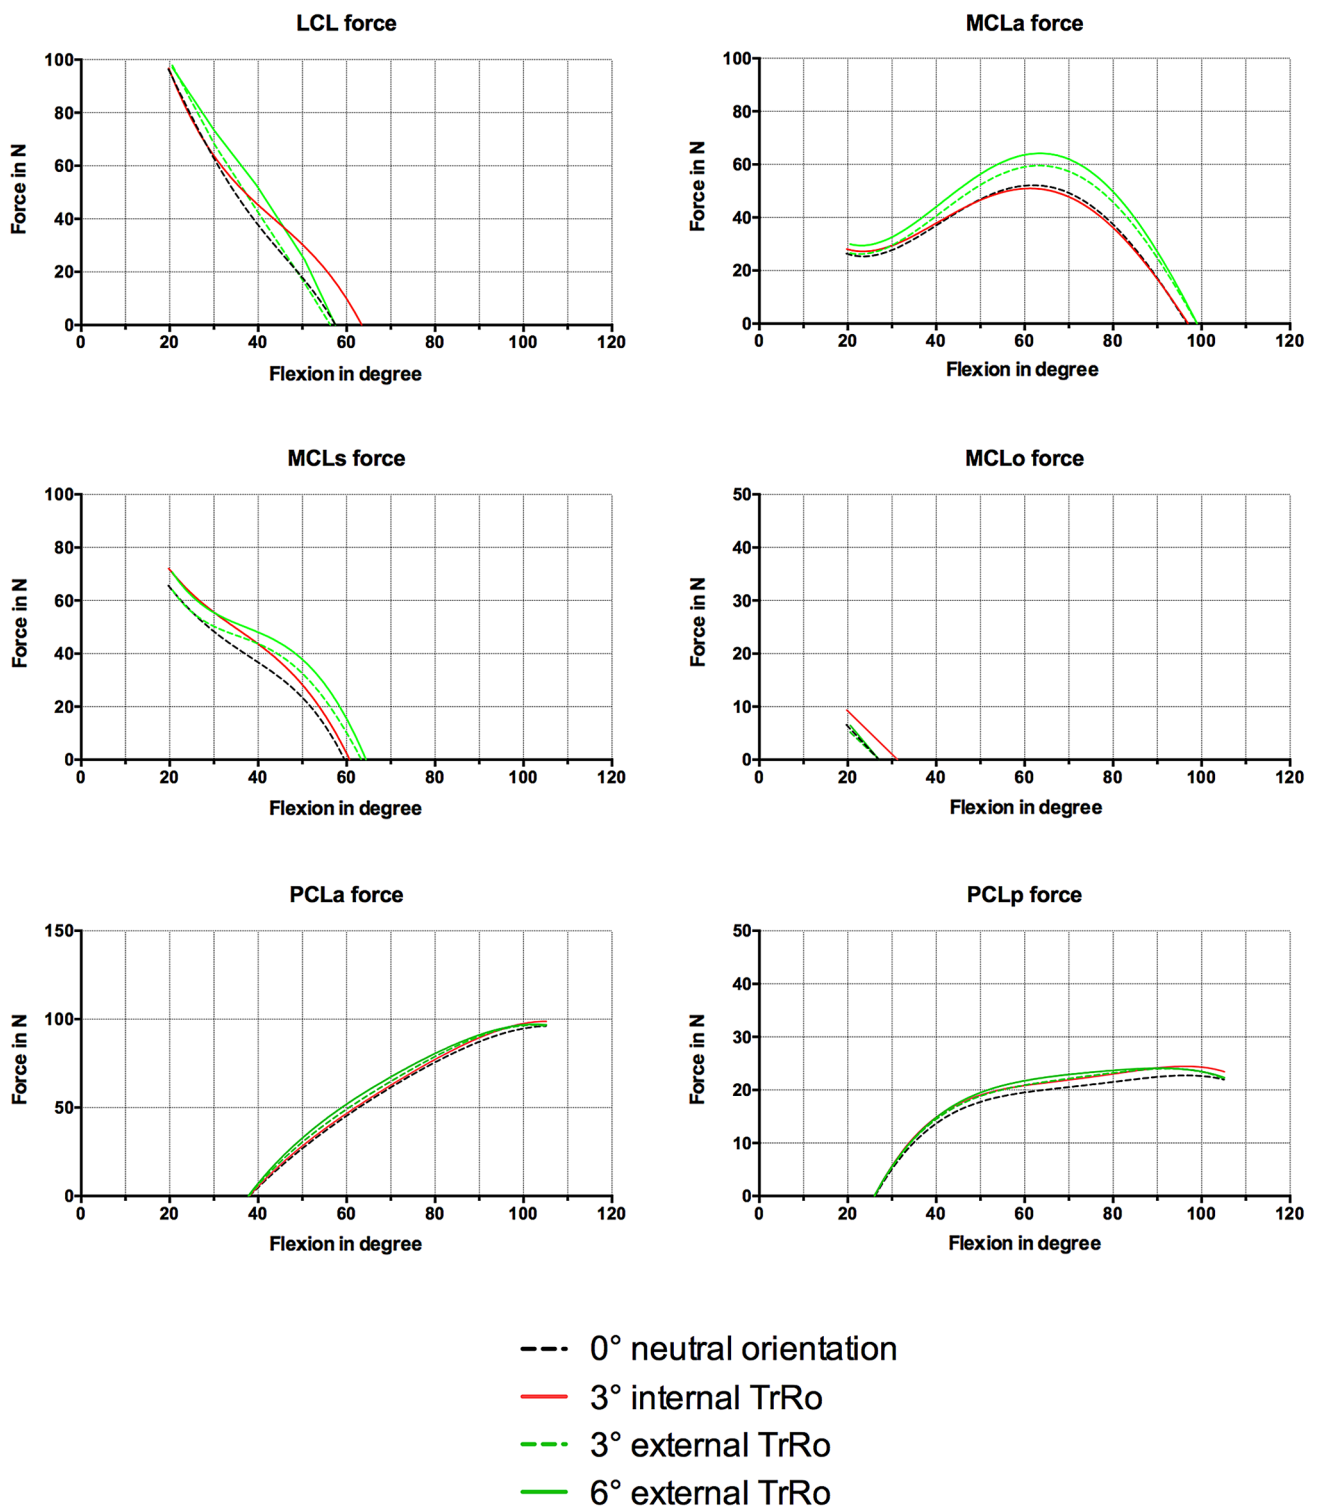 LCL force
100
80
60
40
20
0
Force in N
0 20 40 60 80 100 120
Flexion in degree
MCLa force
100
80
60
40
20
0
Force in N
0 20 40 60 80 100 120
Flexion in degree
MCLs force
100
80
60
40
20
0
Force in N
0 20 40 60 80 100 120
Flexion in degree
MCLo force
50
40
30
20
10
0
Force in N
0 20 40 60 80 100 120
Flexion in degree
PCLa force
150
100
50
0
Force in N
0 20 40 60 80 100 120
Flexion in degree
PCLp force
50
40
30
20
10
0
Force in N
0 20 40 60 80 100 120
Flexion in degree
0° neutral orientation
3° internal TrRo
3° external TrRo
6° external TrRo